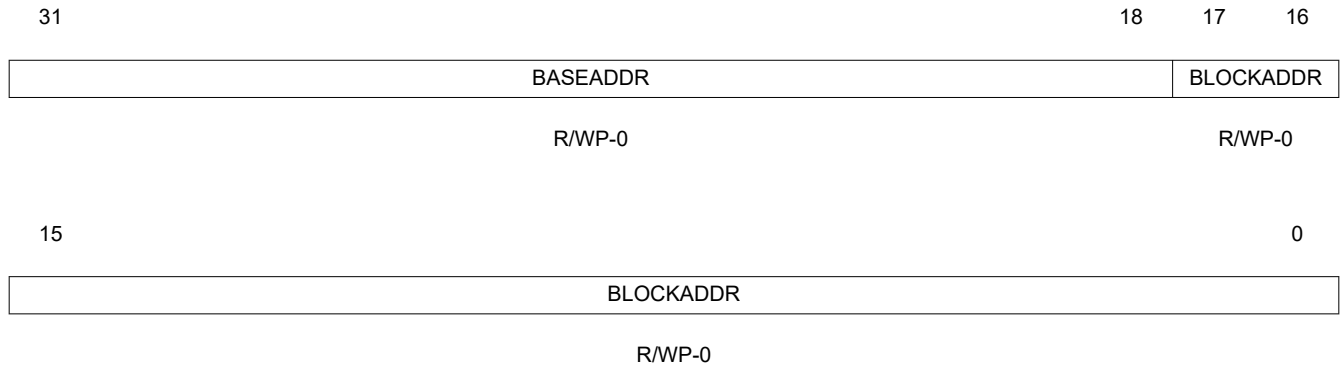 31 18 17 16
BASEADDR BLOCKADDR
R/WP-0 R/WP-0
15 0
BLOCKADDR
R/WP-0